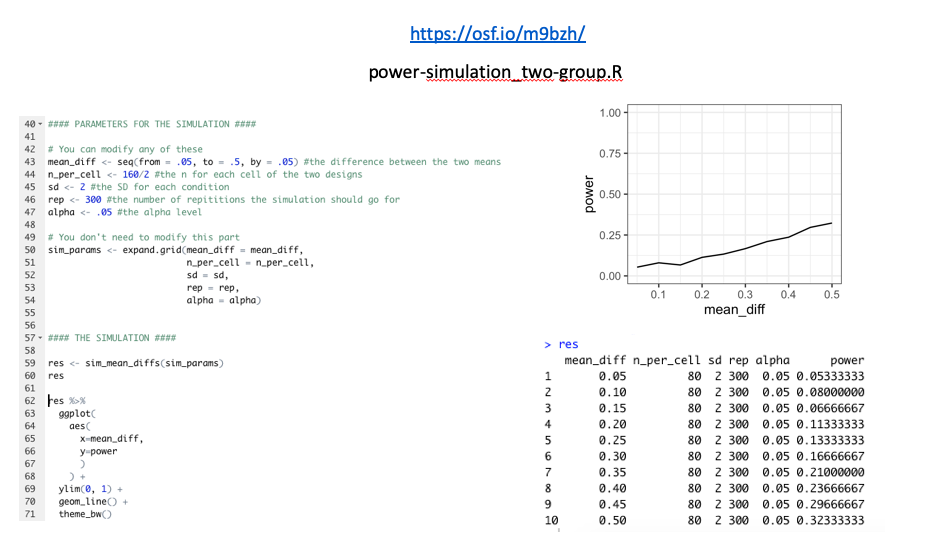 https://osf.io/m9bzh/
power-simulation_two-group.R
40 #### PARAMETERS FOR THE SIMULATION ####
41
42 # You can modify any of these
43 mean_diff <- seq(from = .05, to = .5, by = .05) #the difference between the two means
44 n_per_cell <- 160/2 #the n for each cell of the two designs
45 sd <- 2 #the SD for each condition
46 rep <- 300 #the number of repititions the simulation should go for
47 alpha <- .05 #the alpha level
48
49 # You don't need to modify this part
50 sim_params <- expand.grid(mean_diff = mean_diff,
51 n_per_cell = n_per_cell,
52 sd = sd,
53 rep = rep,
54 alpha = alpha)
55
56
57 #### THE SIMULATION ####
58
59 res <- sim_mean_diffs(sim_params)
60 res
61
62 res %>%
63 ggplot(
64 aes(
65 x=mean_diff,
66 y=power
67 )
68 ) +
69 ylim(0, 1) +
70 geom_line() +
71 theme_bw()
1.00
0.75
0.50
0.25
0.00
power
0.1 0.2 0.3 0.4 0.5
mean_diff
> res
mean_diff n_per_cell sd rep alpha power
1 0.05 80 2 300 0.05 0.05333333
2 0.10 80 2 300 0.05 0.08000000
3 0.15 80 2 300 0.05 0.06666667
4 0.20 80 2 300 0.05 0.11333333
5 0.25 80 2 300 0.05 0.13333333
6 0.30 80 2 300 0.05 0.16666667
7 0.35 80 2 300 0.05 0.21000000
8 0.40 80 2 300 0.05 0.23666667
9 0.45 80 2 300 0.05 0.29666667
10 0.50 80 2 300 0.05 0.32333333